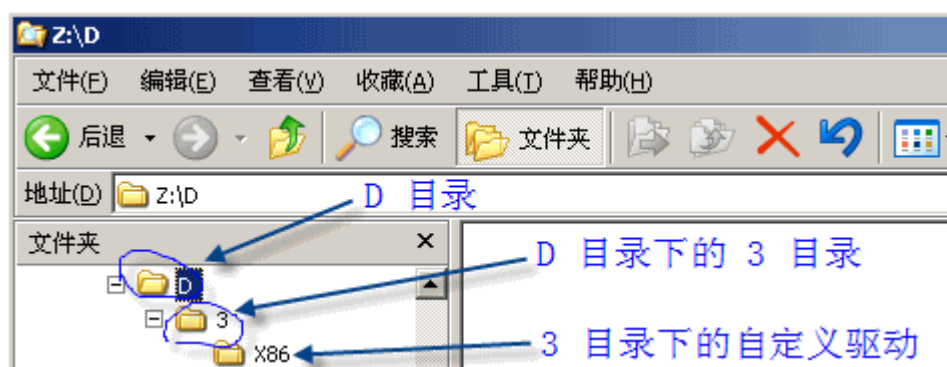 Z:\D
文件(F) 编辑(E) 查看(V) 收藏(A) 工具(T) 帮助(H)
后退 搜索 文件夹
地址(D) Z:\D D 目录
文件夹 D 目录下的 3 目录
D
3
X86 3 目录下的自定义驱动